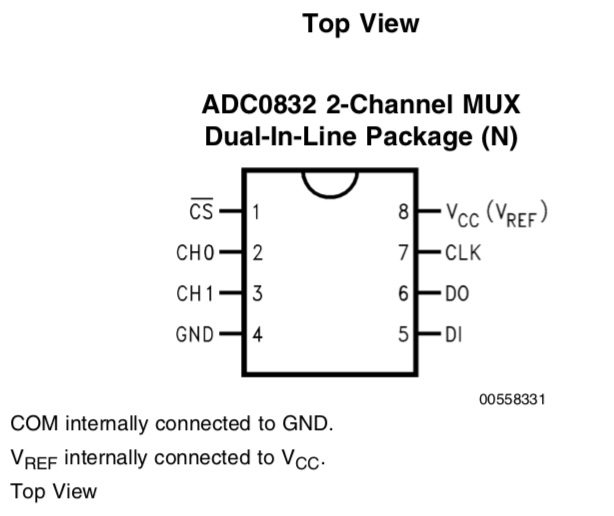 Top View
ADC0832 2-Channel MUX
Dual-In-Line Package (N)
CS 1 8 VCC (VREF)
CH0 2 7 CLK
CH1 3 6 DO
GND 4 5 DI
00558331
COM internally connected to GND.
VREF internally connected to VCC.
Top View